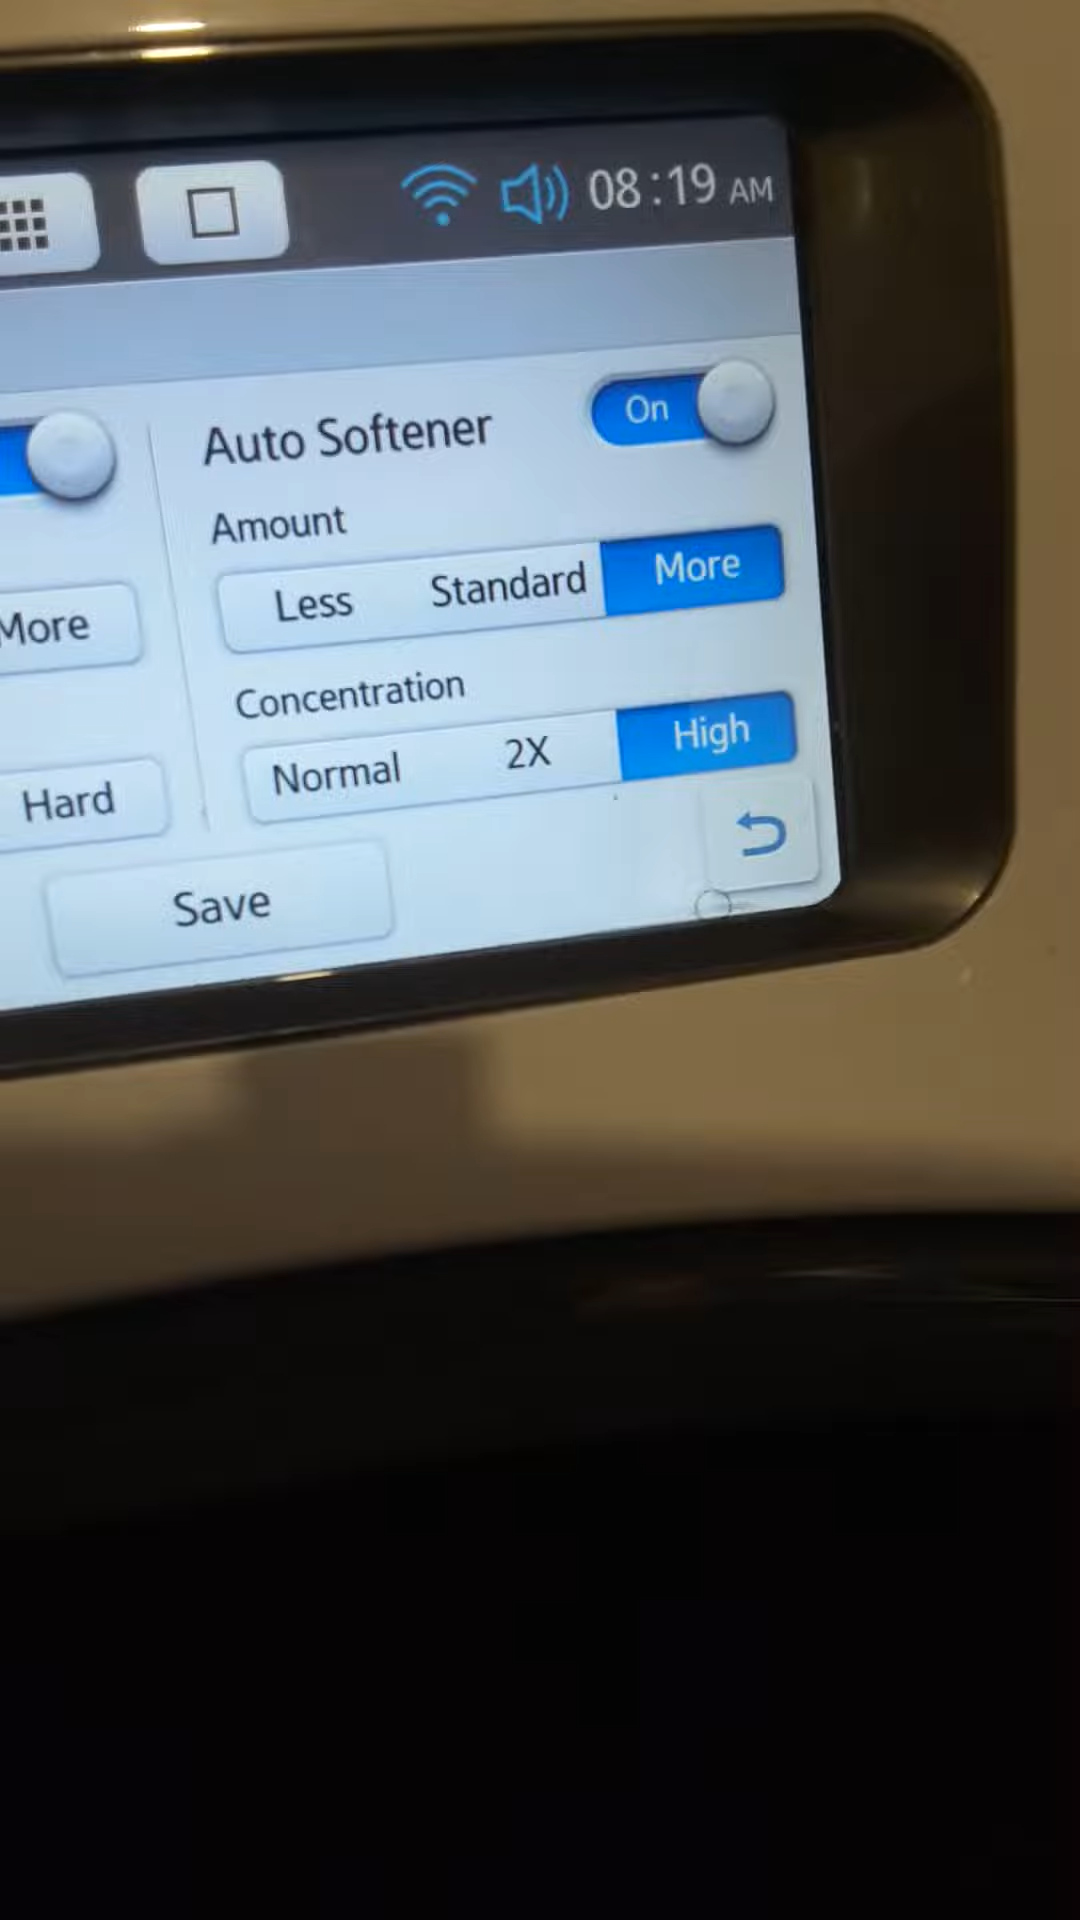 08:19 AM
Auto Softener
On
Amount
More
Less
Standard
More
Concentration
Hard
Normal
2X
High
Save